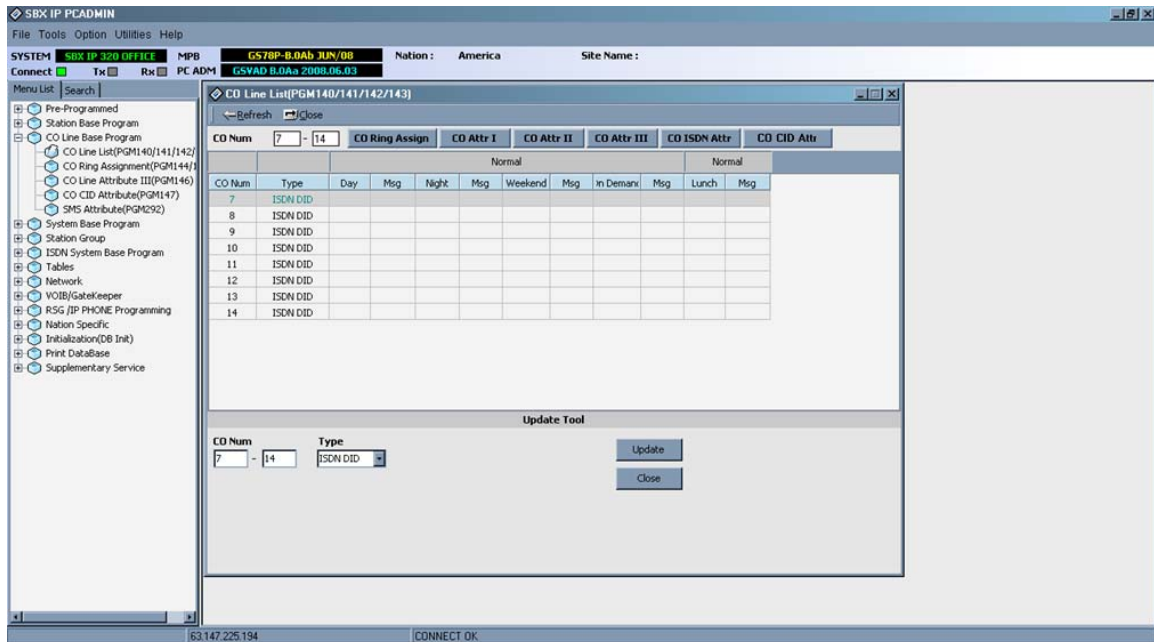 SBX IP PCADMIN
File Tools Option Utilities Help
SYSTEM SBX IP 320 OFFICE MPB GS78P-B.0Ab JUN/08 Nation : America Site Name :
Connect Tx Rx PC ADM GSVAD B.0Aa 2008.06.03
Menu List Search
Pre-Programmed
Station Base Program
CO Line Base Program
CO Line List(PGM140/141/142/
CO Ring Assignment(PGM144/1
CO Line Attribute III(PGM146)
CO CID Attribute(PGM147)
SMS Attribute(PGM292)
System Base Program
Station Group
ISDN System Base Program
Tables
Network
VOIB/GateKeeper
RSG /IP PHONE Programming
Nation Specific
Initialization(DB Init)
Print DataBase
Supplementary Service
CO Line List(PGM140/141/142/143)
Refresh Close
CO Num 7 - 14 CO Ring Assign CO Attr I CO Attr II CO Attr III CO ISDN Attr CO CID Attr
Normal Normal
CO Num Type Day Msg Night Msg Weekend Msg On Demand Msg Lunch Msg
7 ISDN DID
8 ISDN DID
9 ISDN DID
10 ISDN DID
11 ISDN DID
12 ISDN DID
13 ISDN DID
14 ISDN DID
Update Tool
CO Num Type
7 - 14 ISDN DID Update
Close
63.147.225.194 CONNECT OK